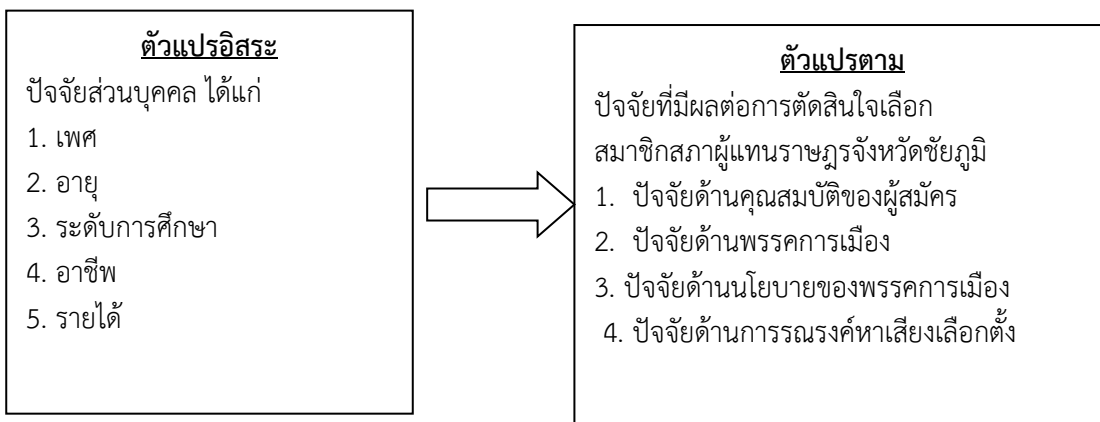 ตัวแปรอิสระ
ปัจจัยส่วนบุคคล ได้แก่
1. เพศ
2. อายุ
3. ระดับการศึกษา
4. อาชีพ
5. รายได้
ตัวแปรตาม
ปัจจัยที่มีผลต่อการตัดสินใจเลือก
สมาชิกสภาผู้แทนราษฎรจังหวัดชัยภูมิ
1. ปัจจัยด้านคุณสมบัติของผู้สมัคร
2. ปัจจัยด้านพรรคการเมือง
3. ปัจจัยด้านนโยบายของพรรคการเมือง
4. ปัจจัยด้านการรณรงค์หาเสียงเลือกตั้ง